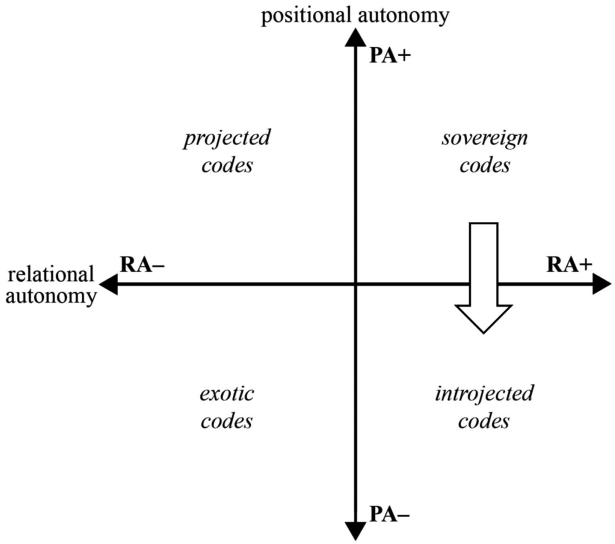 positional autonomy
PA+
projected
codes
sovereign
codes
RA–
RA+
relational
autonomy
exotic
codes
introjected
codes
PA–